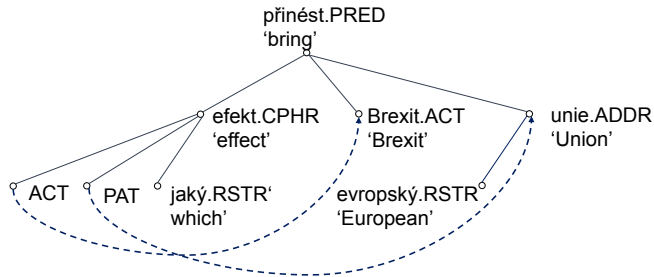 přinést.PRED
‘bring’
efekt.CPHR
‘effect’
Brexit.ACT
‘Brexit’
unie.ADDR
‘Union’
ACT
PAT
jaký.RSTR‘
which’
evropský.RSTR
‘European’